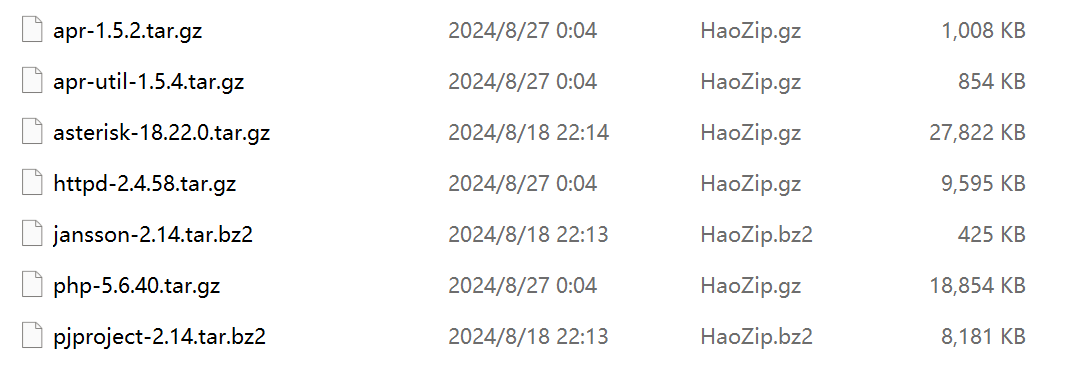 apr-1.5.2.tar.gz 2024/8/27 0:04 HaoZip.gz 1,008 KB
apr-util-1.5.4.tar.gz 2024/8/27 0:04 HaoZip.gz 854 KB
asterisk-18.22.0.tar.gz 2024/8/18 22:14 HaoZip.gz 27,822 KB
httpd-2.4.58.tar.gz 2024/8/27 0:04 HaoZip.gz 9,595 KB
jansson-2.14.tar.bz2 2024/8/18 22:13 HaoZip.bz2 425 KB
php-5.6.40.tar.gz 2024/8/27 0:04 HaoZip.gz 18,854 KB
pjproject-2.14.tar.bz2 2024/8/18 22:13 HaoZip.bz2 8,181 KB